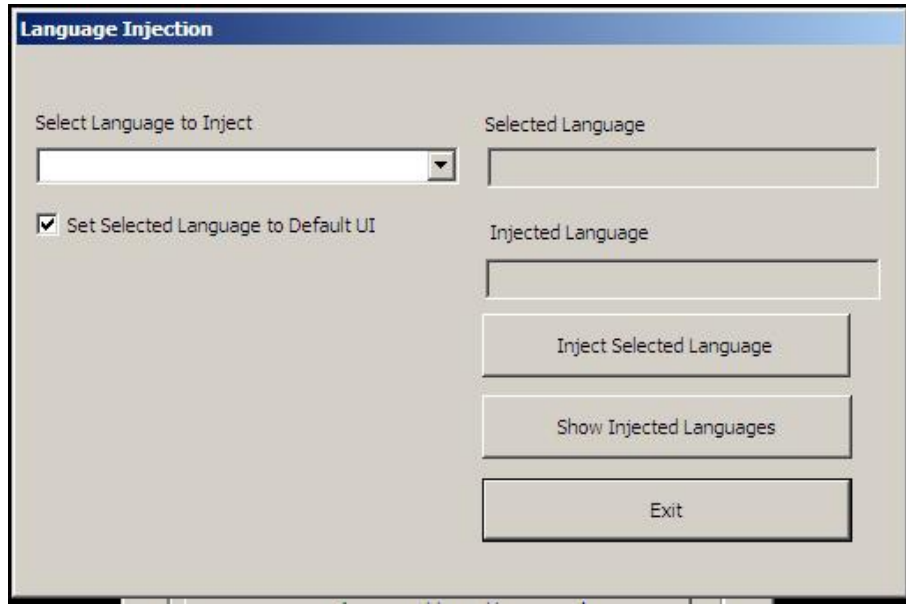 Language Injection
Select Language to Inject
Selected Language
Set Selected Language to Default UI
Injected Language
Inject Selected Language
Show Injected Languages
Exit